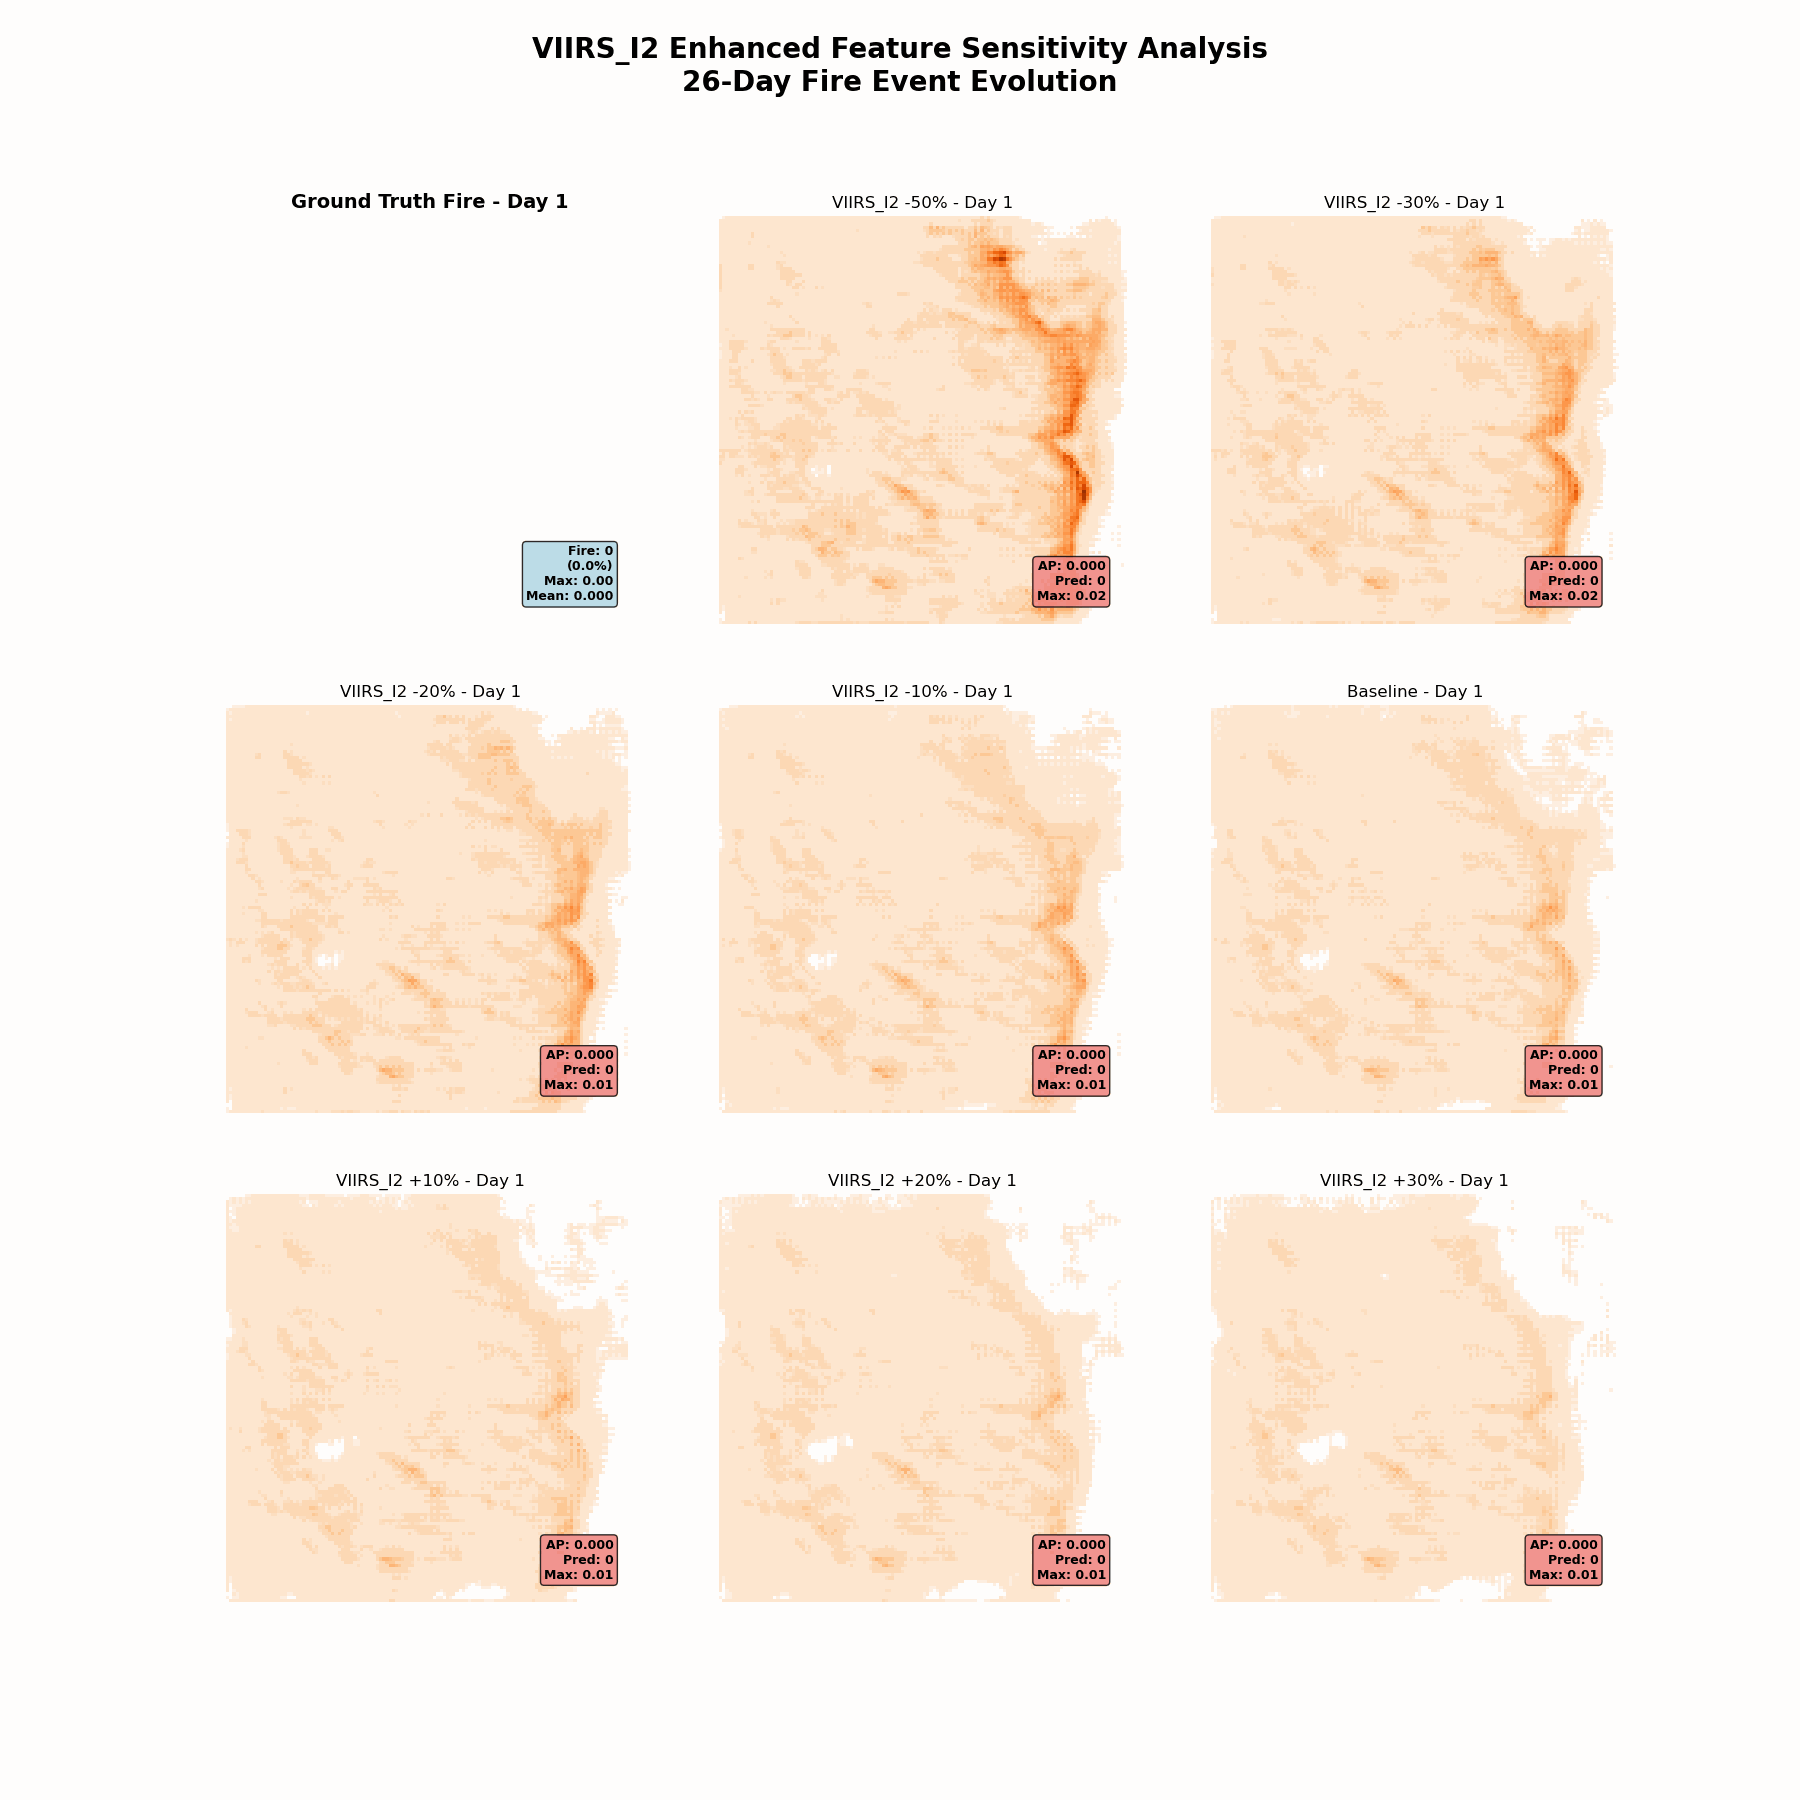 VIIRS_I2 Enhanced Feature Sensitivity Analysis
26-Day Fire Event Evolution
Ground Truth Fire - Day 1
Fire: 0
(0.0%)
Max: 0.00
Mean: 0.000
VIIRS_I2 -50% - Day 1
AP: 0.000
Pred: 0
Max: 0.02
VIIRS_I2 -30% - Day 1
AP: 0.000
Pred: 0
Max: 0.02
VIIRS_I2 -20% - Day 1
AP: 0.000
Pred: 0
Max: 0.01
VIIRS_I2 -10% - Day 1
AP: 0.000
Pred: 0
Max: 0.01
Baseline - Day 1
AP: 0.000
Pred: 0
Max: 0.01
VIIRS_I2 +10% - Day 1
AP: 0.000
Pred: 0
Max: 0.01
VIIRS_I2 +20% - Day 1
AP: 0.000
Pred: 0
Max: 0.01
VIIRS_I2 +30% - Day 1
AP: 0.000
Pred: 0
Max: 0.01